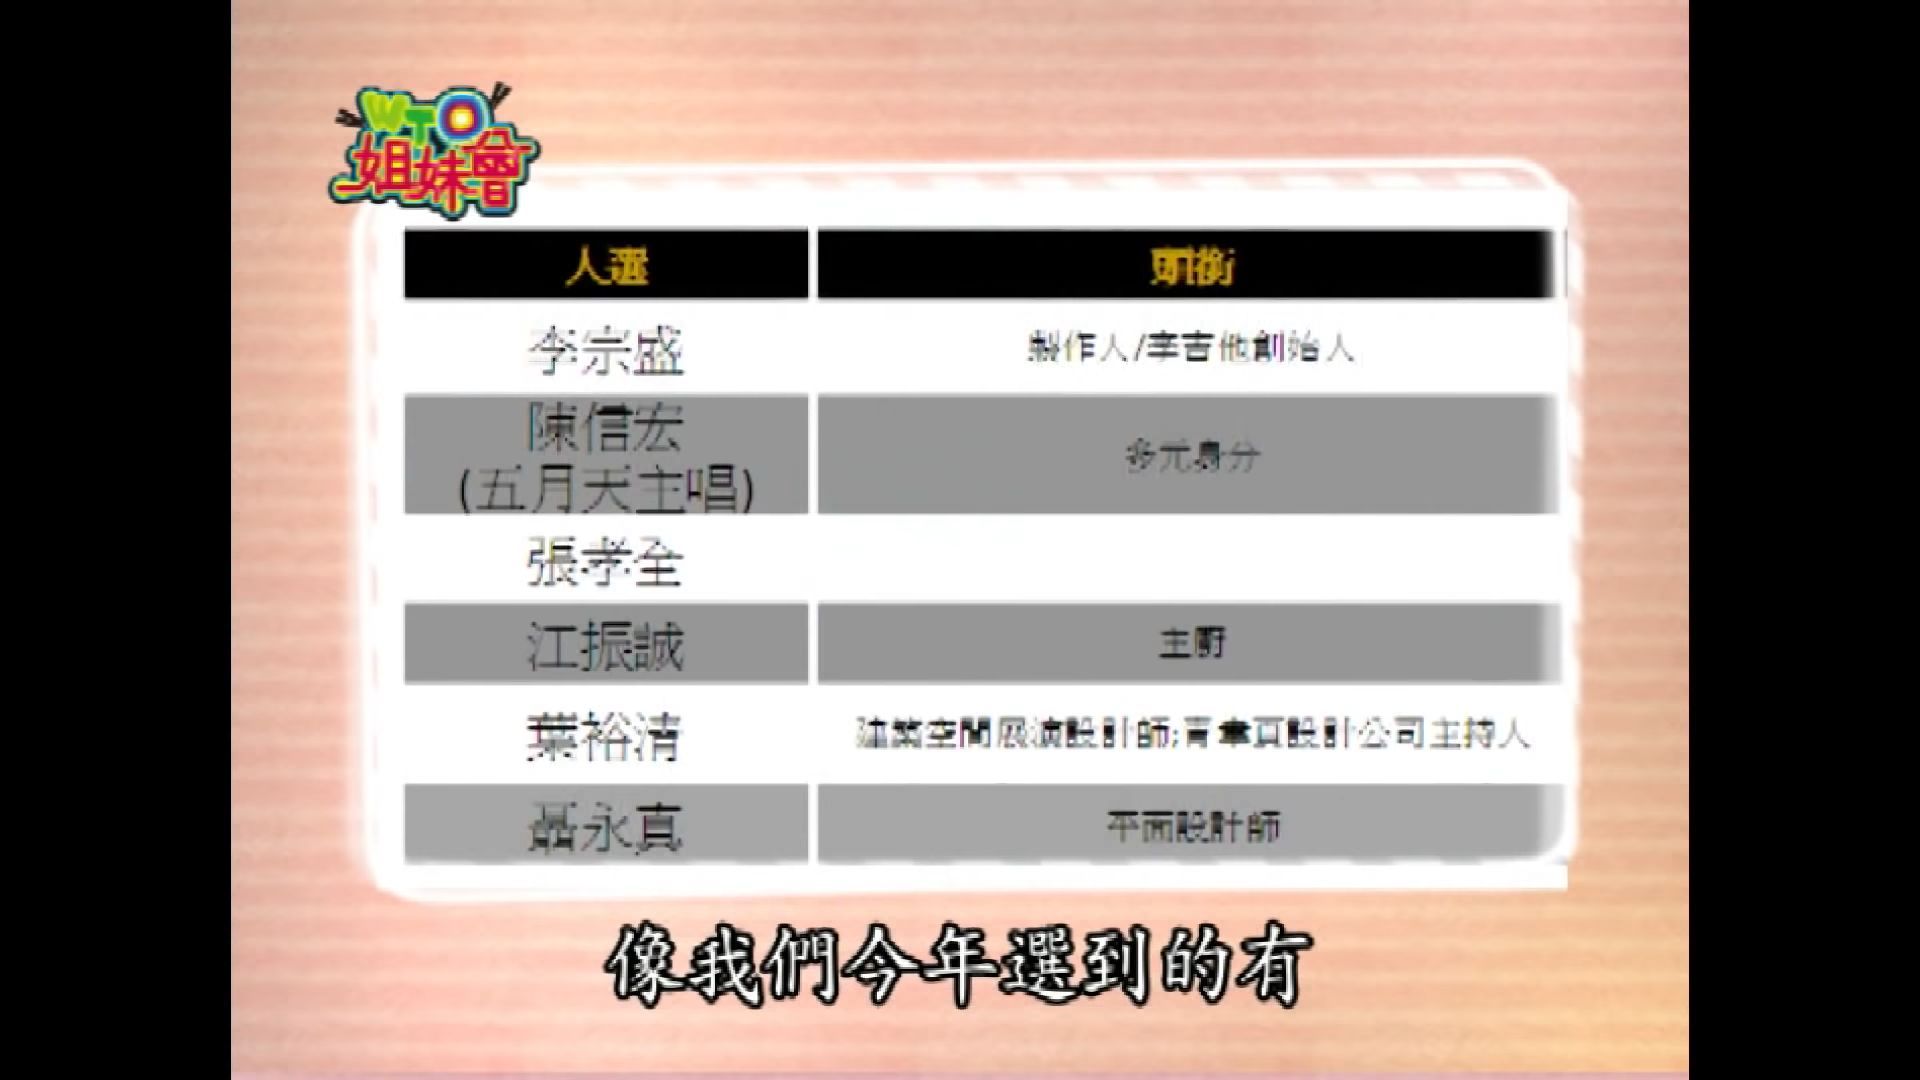 WTO
姐妹會
人選 頭銜
李宗盛 製作人/李吉他創始人
陳信宏
(五月天主唱) 多元身分
張孝全
江振誠 主廚
葉裕清 建築空間展演設計師;青韋頁設計公司主持人
聶永真 平面設計師
像我們今年選到的有